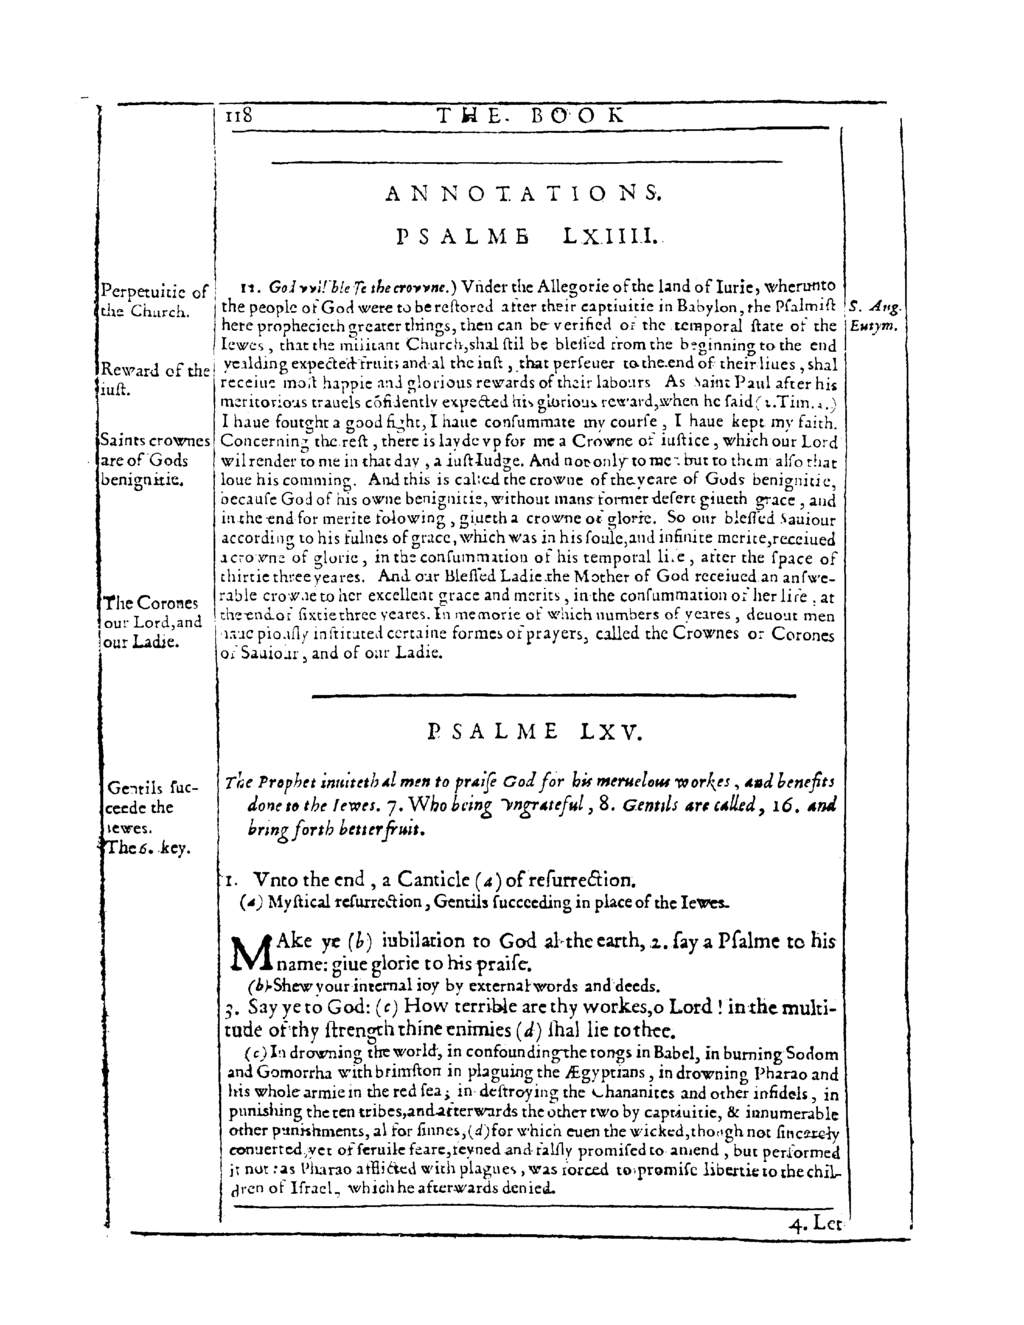 118 THE BOOK
ANNOTATIONS.
PSALME LXIIII.
Perpetuitie of
the Church.
Reward of the
iust.
Saints crownes
are of Gods
benignitie.
The Corones
our Lord, and
our Ladie.
12. God wil blesse the crowne.) Vnder the Allegorie of the land of Iurie, wherunto
the people of God were to be restored after their captiuitie in Babylon, the Psalmist
here prophecieth greater things, then can be verified of the temporal state of the
Iewes, that the militant Church, shal stil be blessed from the beginning to the end
yealding expected fruit; and al the iust, that perseuer to the end of their liues, shal
receiue most happie and glorious rewards of their labours As Saint Paul after his
meritorious trauels cõfidently expected his glorious reward, when he said (2. Tim. 4.)
I haue foutght a good fight, I haue consummate my course, I haue kept my faith.
Concerning the rest, there is layde vp for me a Crowne of iustice, which our Lord
wil render to me in that day, a iust Iudge. And not only to me: but to them also that
loue his comming. And this is called the crowne of the yeare of Gods benignitie,
because God of his owne benignitie, without mans former desert giueth grace, and
in the end for merite folowing, giueth a crowne of glorie. So our blessed Sauiour
according to his fulnes of grace, which was in his soule, and infinite merite, receiued
a crowne of glorie, in the consummation of his temporal life, after the space of
thirtie three yeares. And our Blessed Ladie the Mother of God receiued an answe-
rable crowne to her excellent grace and merits, in the consummation of her life, at
the end of sixtie three yeares. In memorie of which numbers of yeares, deuout men
haue piously instituted certaine formes of prayers, called the Crownes or Corones
of Sauiour, and of our Ladie.
S. Aug.
Eutym.
PSALME LXV.
Gentils suc-
ceede the
Iewes.
The 6. key.
The Prophet inuiteth al men to praise God for his meruelous workes, and benefits
done to the Iewes. 7. Who being vngrateful, 8. Gentils are called, 16. and
bring forth better fruit.
1. Vnto the end, a Canticle (a) of resurrection.
(a) Mystical resurrection, Gentils succeeding in place of the Iewes.
MAke ye (b) iubilation to God al the earth, 2. say a Psalme to his
name: giue glorie to his praise.
(b) Shew your internal ioy by external words and deeds.
3. Say ye to God: (c) How terrible are thy workes, o Lord! in the multi-
tude of thy strength thine enimies (d) shal lie to thee.
(c) In drowning the world, in confounding the tongs in Babel, in burning Sodom
and Gomorrha with brimston in plaguing the Ægyptians, in drowning Pharao and
his whole armie in the red sea; in destroying the Chananites and other infidels, in
punishing the ten tribes, and afterwards the other two by captiuitie, & innumerable
other punishments, al for sinnes, (d) for which euen the wicked, though not sincerely
conuerted, yet of seruile feare, feyned and falsly promised to amend, but performed
it not: as Pharao afflicted with plagues, was forced to promise libertie to the chil-
dren of Israel, which he afterwards denied.
4. Let